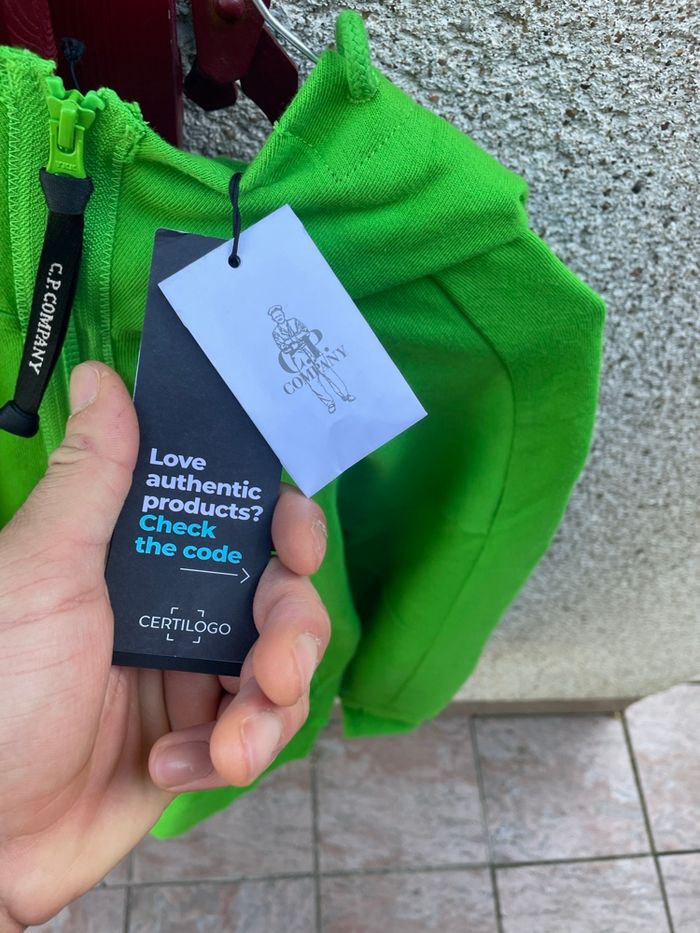 C.P. COMPANY
C.P.
COMPANY
Love
authentic
products?
Check
the code
CERTILOGO